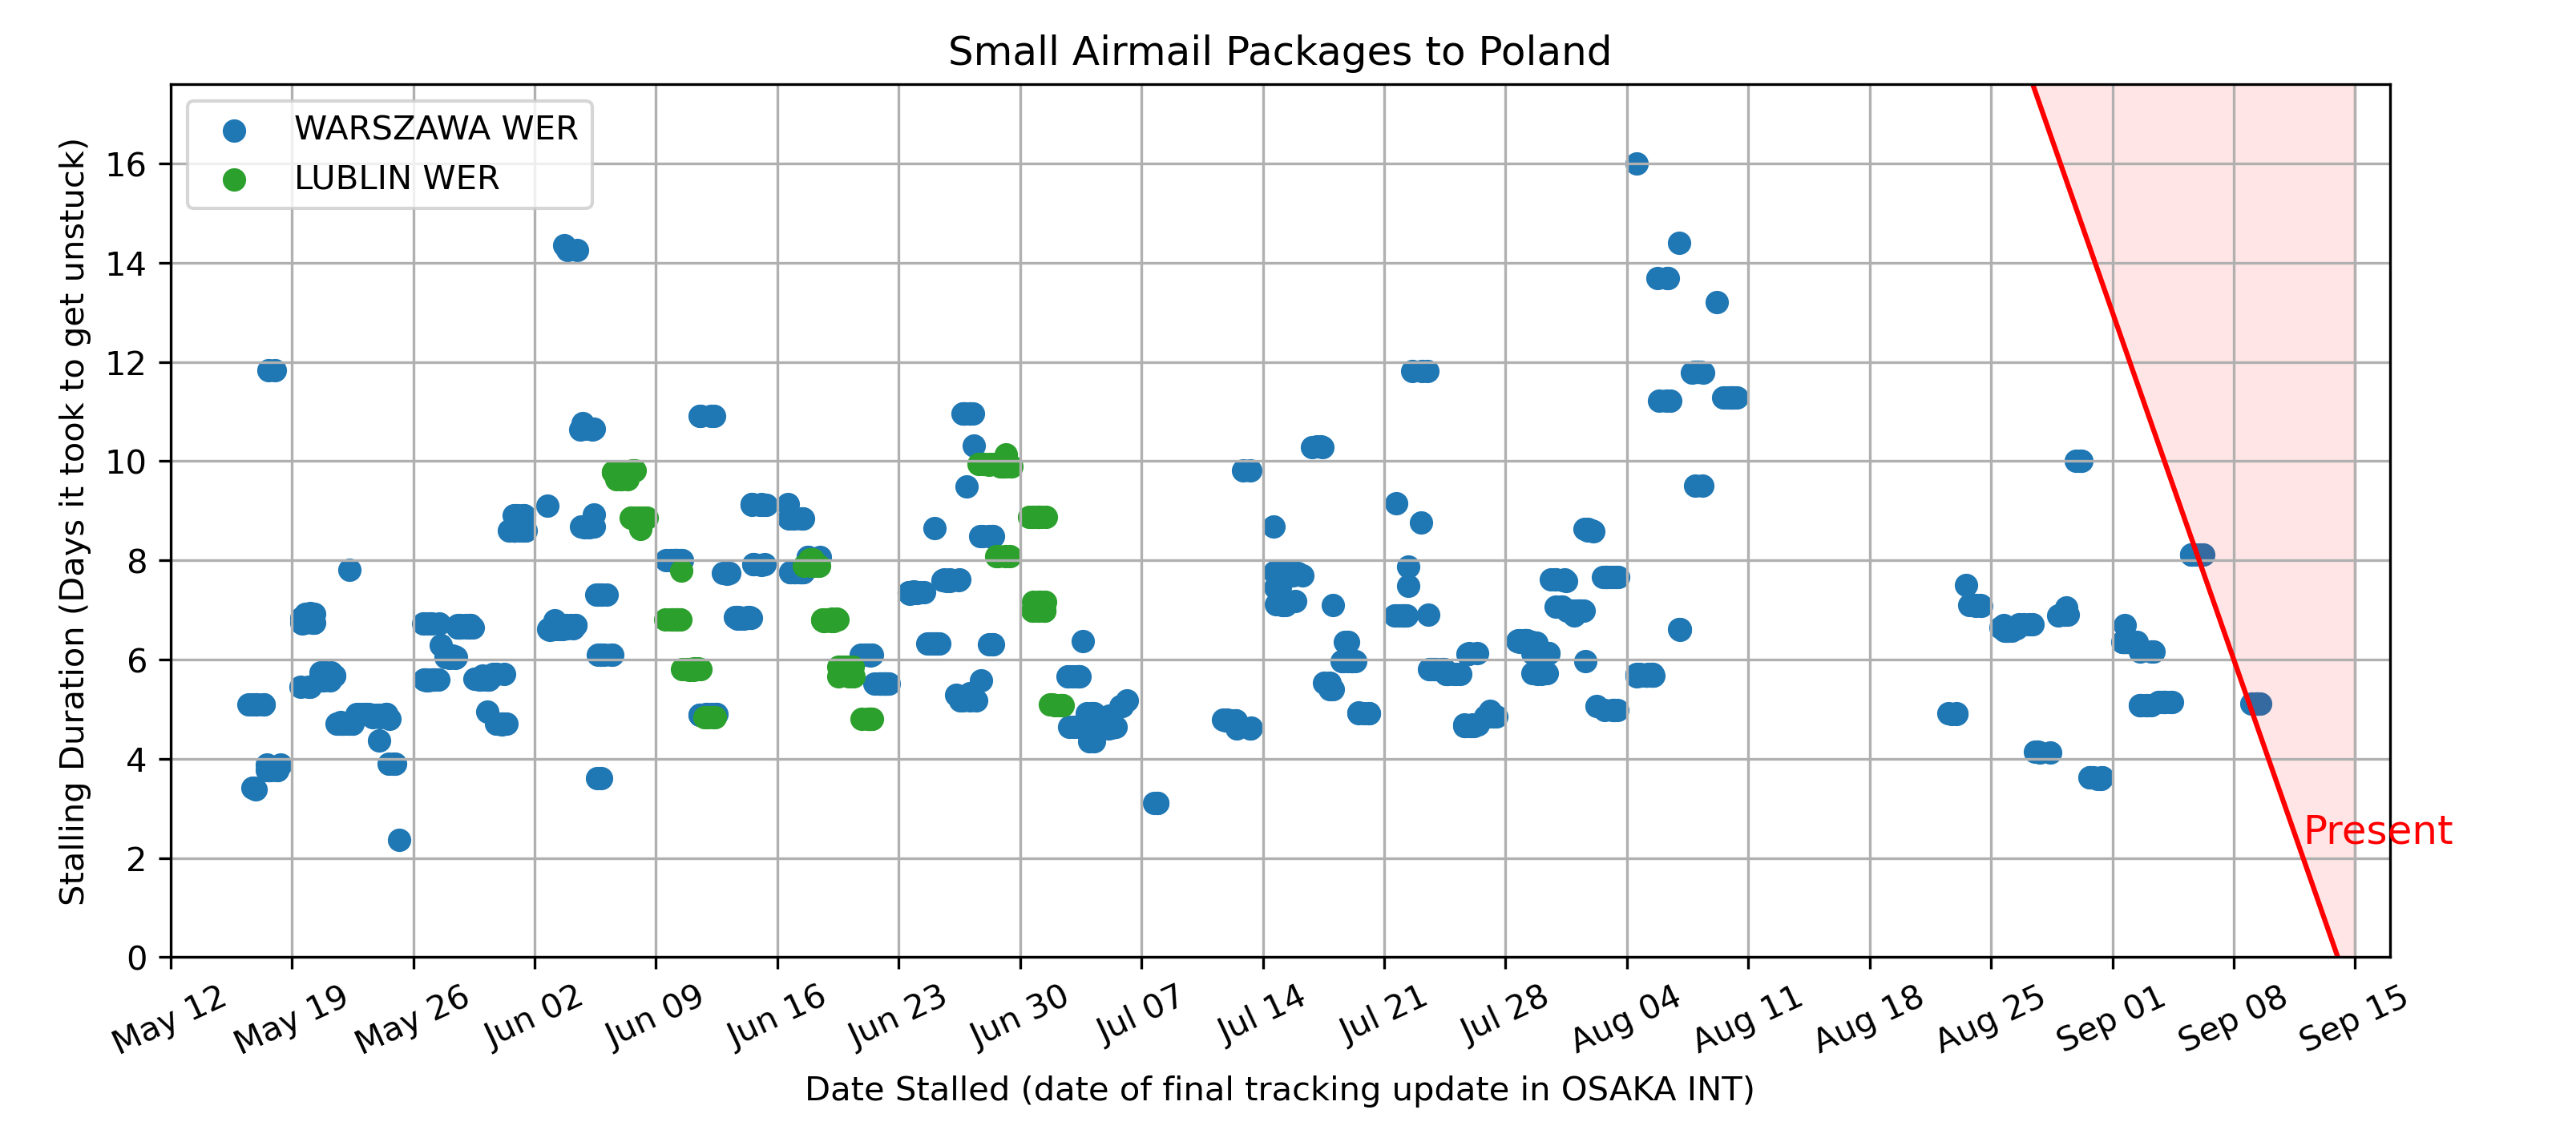 Small Airmail Packages to Poland
WARSZAWA WER
LUBLIN WER
Stalling Duration (Days it took to get unstuck)
16
14
12
10
8
6
4
2
0
Present
May 12
May 19
May 26
Jun 02
Jun 09
Jun 16
Jun 23
Jun 30
Jul 07
Jul 14
Jul 21
Jul 28
Aug 04
Aug 11
Aug 18
Aug 25
Sep 01
Sep 08
Sep 15
Date Stalled (date of final tracking update in OSAKA INT)